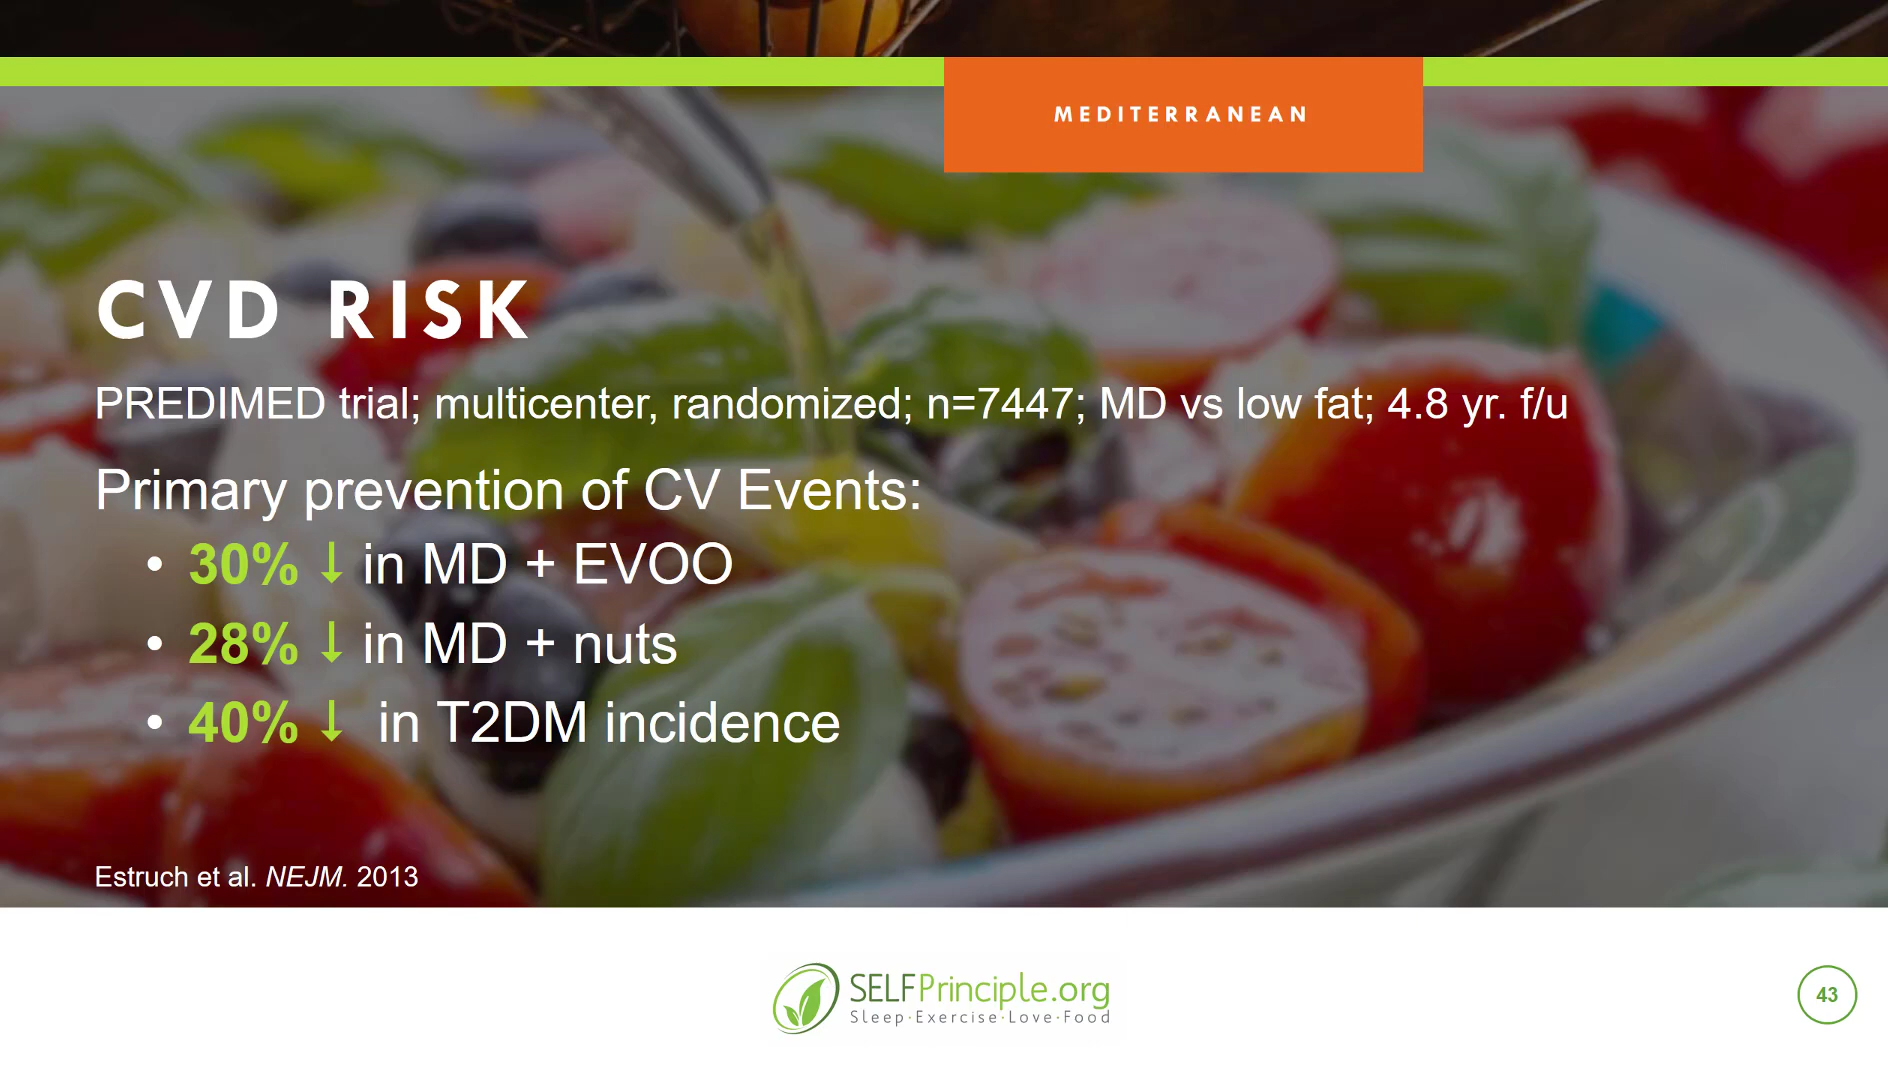 MEDITERRANEAN
CVD RISK
PREDIMED trial; multicenter, randomized; n=7447; MD vs low fat; 4.8 yr. f/u
Primary prevention of CV Events:
• 30% ↓ in MD + EVOO
• 28% ↓ in MD + nuts
• 40% ↓ in T2DM incidence
Estruch et al. NEJM. 2013
SELFPrinciple.org
Sleep·Exercise·Love·Food
43